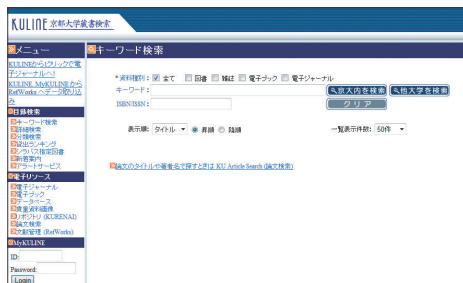 KULINE 京都大学蔵書検索
メニュー
KULINEから1クリックで電
子ジャーナルへ!
KULINE, MyKULINEから
RefWorks へデータ取り込
み
目録検索
キーワード検索
詳細検索
分類検索
貸出ランキング
シラバス指定図書
新着案内
アラートサービス
電子リソース
電子ジャーナル
電子ブック
データベース
貴重資料画像
リポジトリ (KURENAI)
論文検索
文献管理 (RefWorks)
MyKULINE
ID:
Password:
Login
キーワード検索
*資料種別: 全て 図書 雑誌 電子ブック 電子ジャーナル
キーワード: 京大内を検索 他大学を検索
ISBN/ISSN: クリア
表示順: タイトル 昇順 降順 一覧表示件数: 50件
論文のタイトルや著者名で探すときは KU Article Search (論文検索)